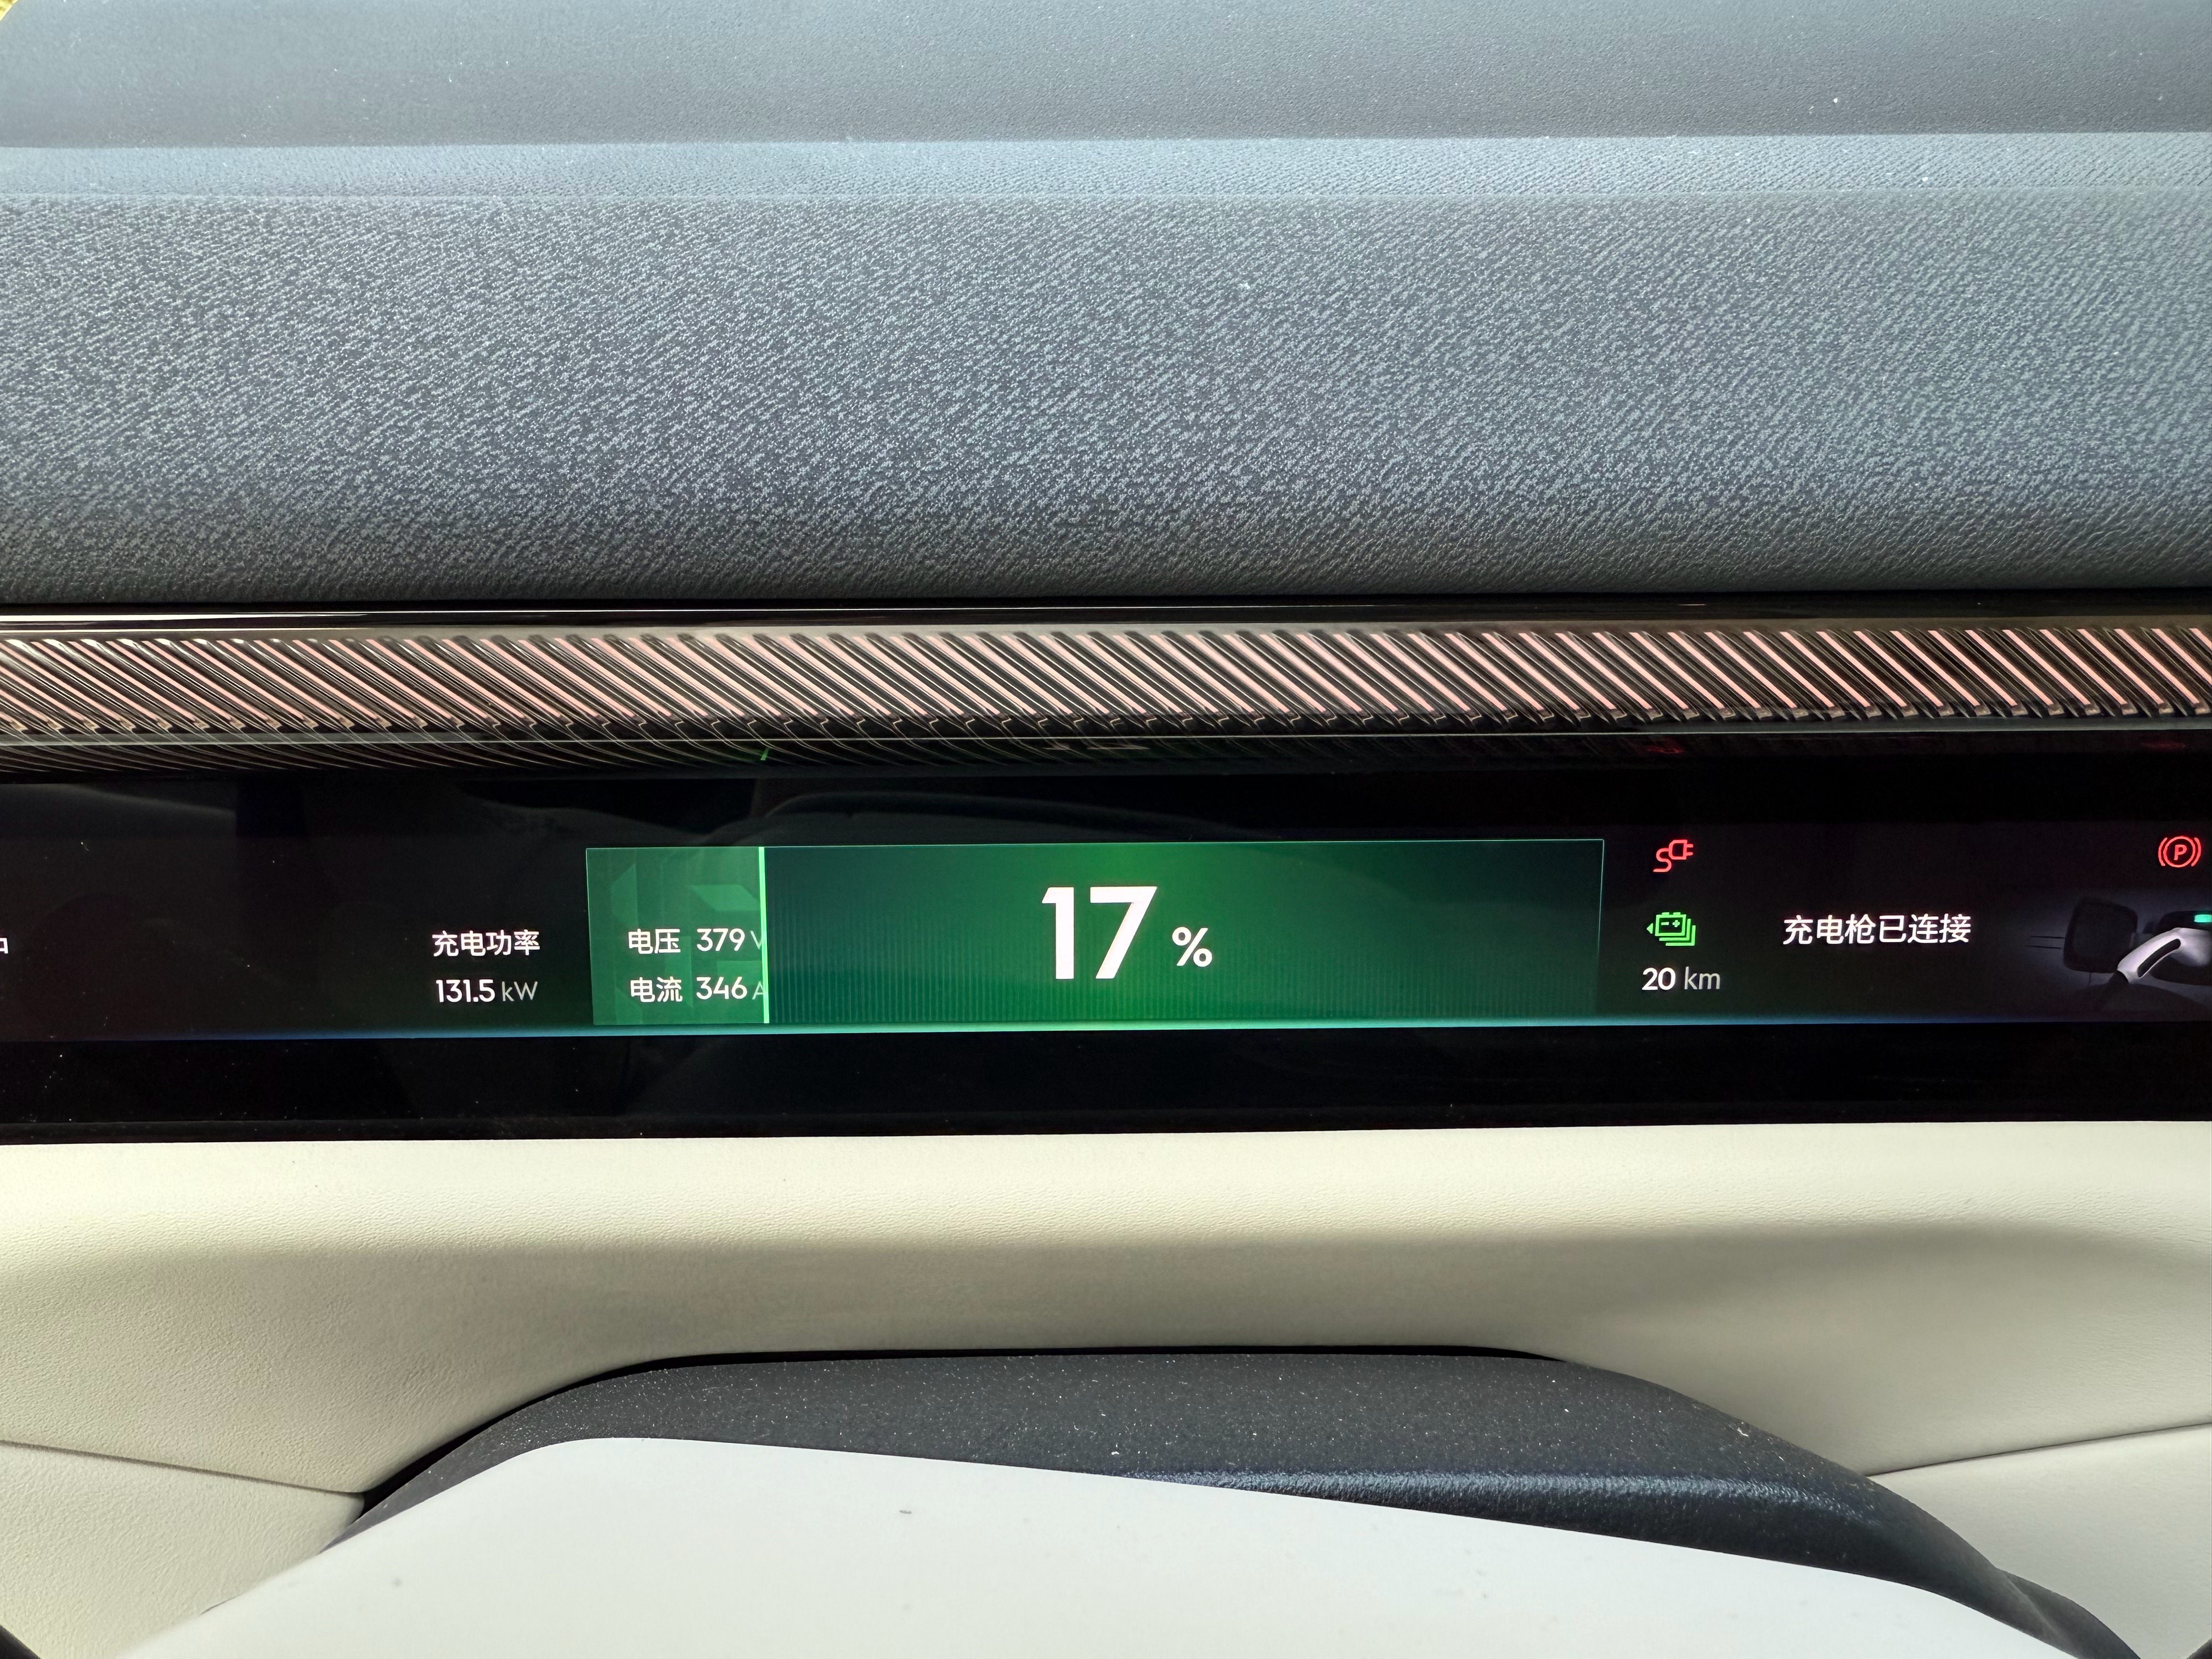 充电功率
131.5 kW
电压 379 V
电流 346 A
17 %
20 km
充电枪已连接
P